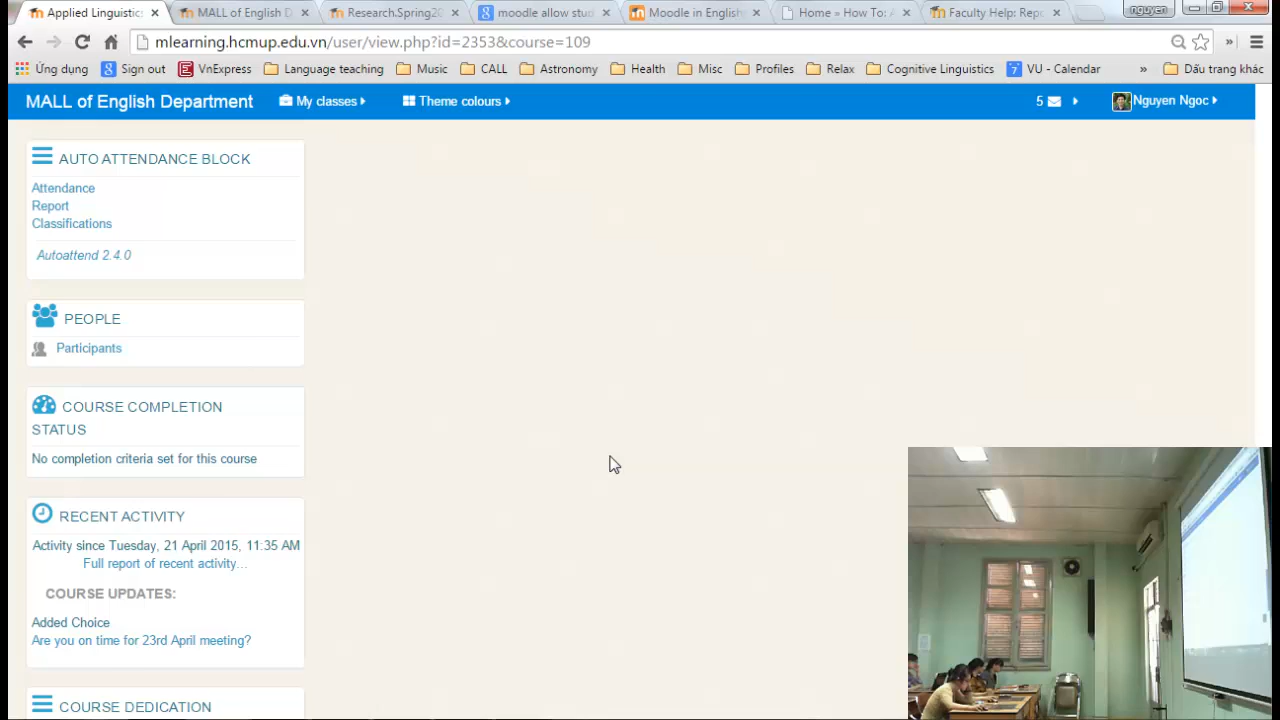 Applied Linguistics
MALL of English D
Research.Spring20
moodle allow stud
Moodle in English
Home » How To: A
Faculty Help: Repo
nguyen
mlearning.hcmup.edu.vn/user/view.php?id=2353&course=109
Ứng dụng
Sign out
VnExpress
Language teaching
Music
CALL
Astronomy
Health
Misc
Profiles
Relax
Cognitive Linguistics
7 VU - Calendar
»
Dấu trang khác
MALL of English Department
My classes
Theme colours
5
Nguyen Ngoc
AUTO ATTENDANCE BLOCK
Attendance
Report
Classifications
Autoattend 2.4.0
PEOPLE
Participants
COURSE COMPLETION
STATUS
No completion criteria set for this course
RECENT ACTIVITY
Activity since Tuesday, 21 April 2015, 11:35 AM
Full report of recent activity...
COURSE UPDATES:
Added Choice
Are you on time for 23rd April meeting?
COURSE DEDICATION